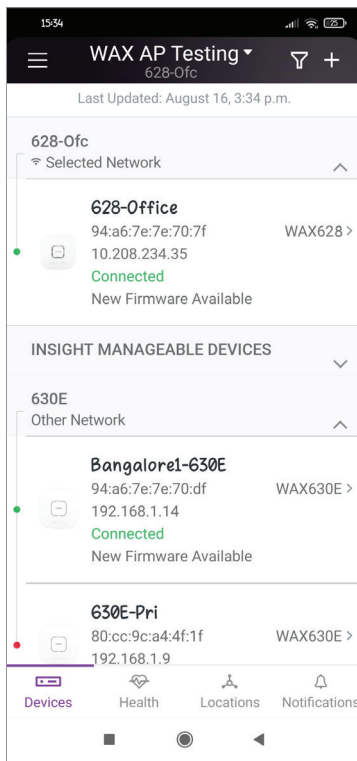 15:34
25
WAX AP Testing
628-Ofc
Last Updated: August 16, 3:34 p.m.
628-Ofc
Selected Network
628-Office
94:a6:7e:7e:70:7f WAX628 >
10.208.234.35
Connected
New Firmware Available
INSIGHT MANAGEABLE DEVICES
630E
Other Network
Bangalore1-630E
94:a6:7e:7e:70:df WAX630E >
192.168.1.14
Connected
New Firmware Available
630E-Pri
80:cc:9c:a4:4f:1f WAX630E >
192.168.1.9
Devices Health Locations Notifications